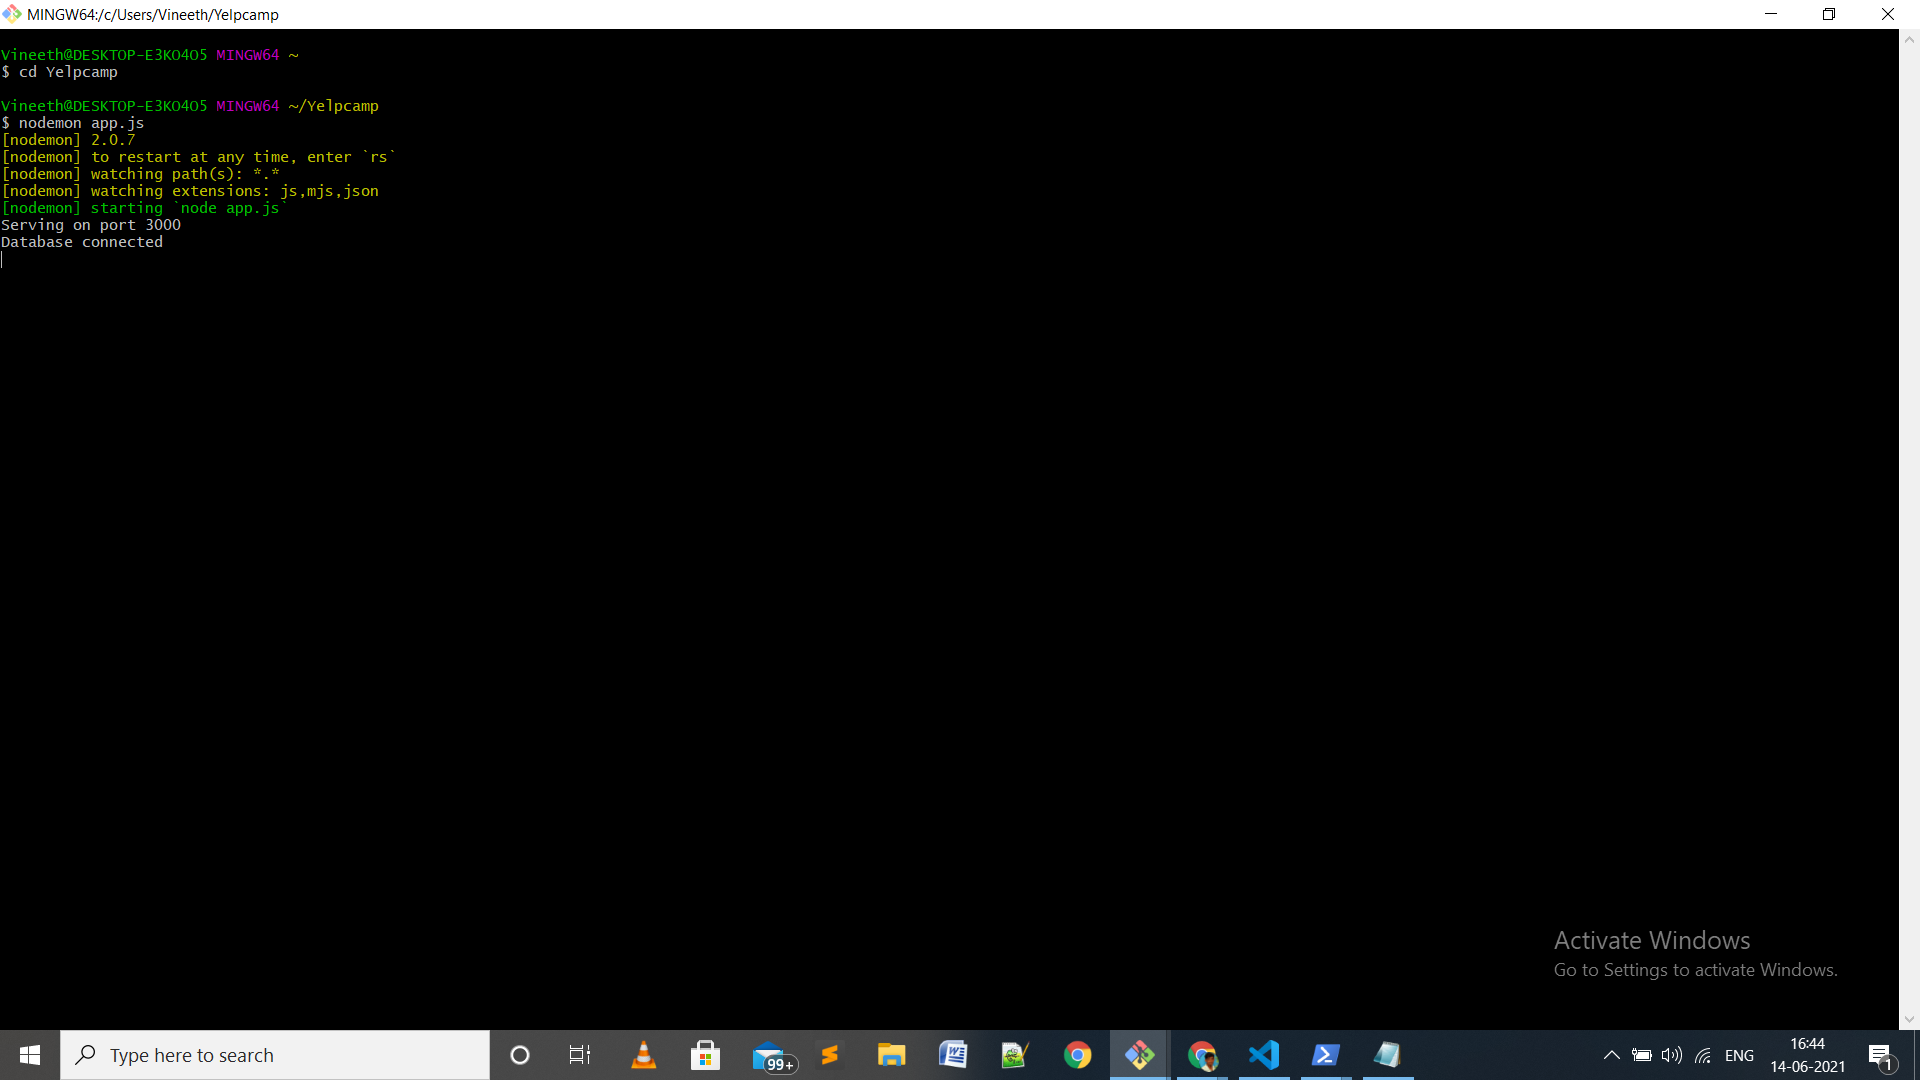 MINGW64:/c/Users/Vineeth/Yelpcamp
Vineeth@DESKTOP-E3KO4O5 MINGW64 ~
$ cd Yelpcamp
Vineeth@DESKTOP-E3KO4O5 MINGW64 ~/Yelpcamp
$ nodemon app.js
[nodemon] 2.0.7
[nodemon] to restart at any time, enter `rs`
[nodemon] watching path(s): *.*
[nodemon] watching extensions: js,mjs,json
[nodemon] starting `node app.js`
Serving on port 3000
Database connected
Activate Windows
Go to Settings to activate Windows.
Type here to search
99+
ENG
16:44
14-06-2021
1